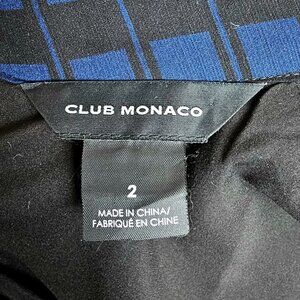 CLUB MONACO
2
MADE IN CHINA/
FABRIQUÉ EN CHINE